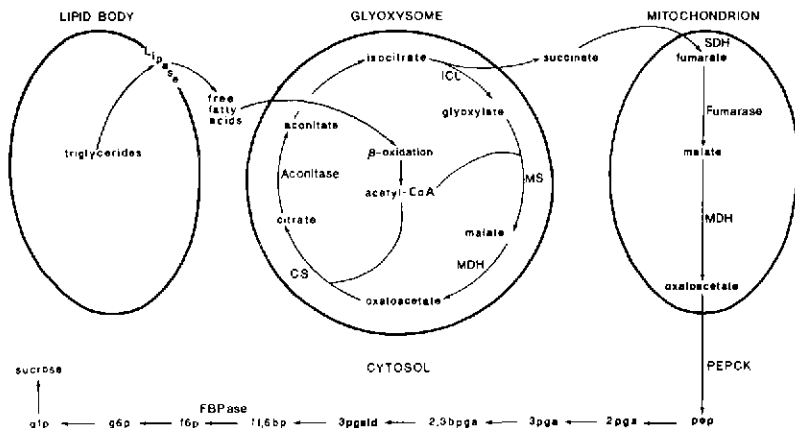 LIPID BODY
GLYOXYSOME
MITOCHONDRION
Lipase
free
fatty
acids
triglycerides
isocitrate
ICL
succinate
glyoxylate
aconitate
β-oxidation
Aconitase
acetyl-CoA
MS
citrate
malate
CS
MDH
oxaloacetate
SDH
fumarate
Fumarase
malate
MDH
oxaloacetate
CYTOSOL
PEPCK
sucrose
FBPase
g1p
g6p
f6p
f1,6bp
3pgald
2,3bpga
3pga
2pga
pep